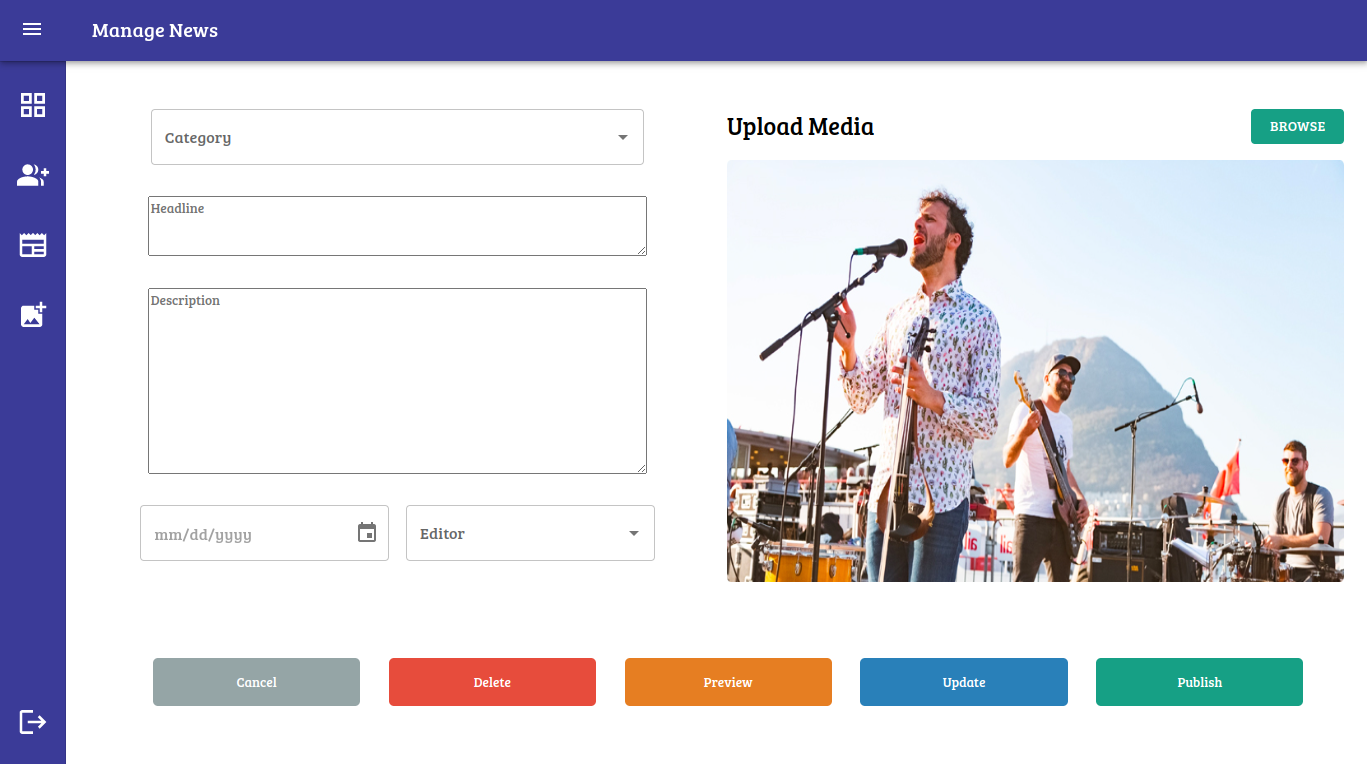 Manage News
Category
Upload Media
BROWSE
Headline
Description
mm/dd/yyyy
Editor
Cancel
Delete
Preview
Update
Publish